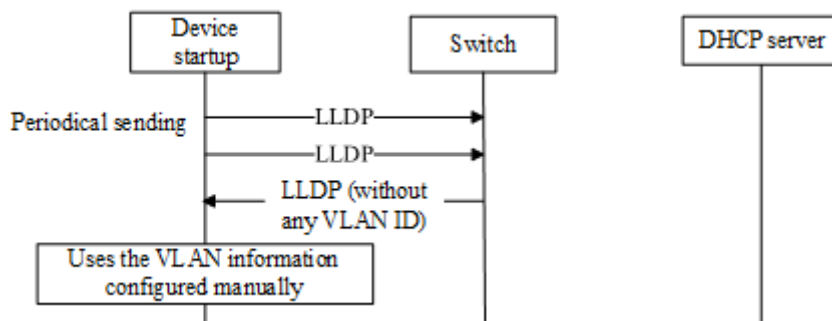 Device
startup
Switch
DHCP server
Periodical sending
LLDP
LLDP
LLDP (without
any VLAN ID)
Uses the VLAN information
configured manually